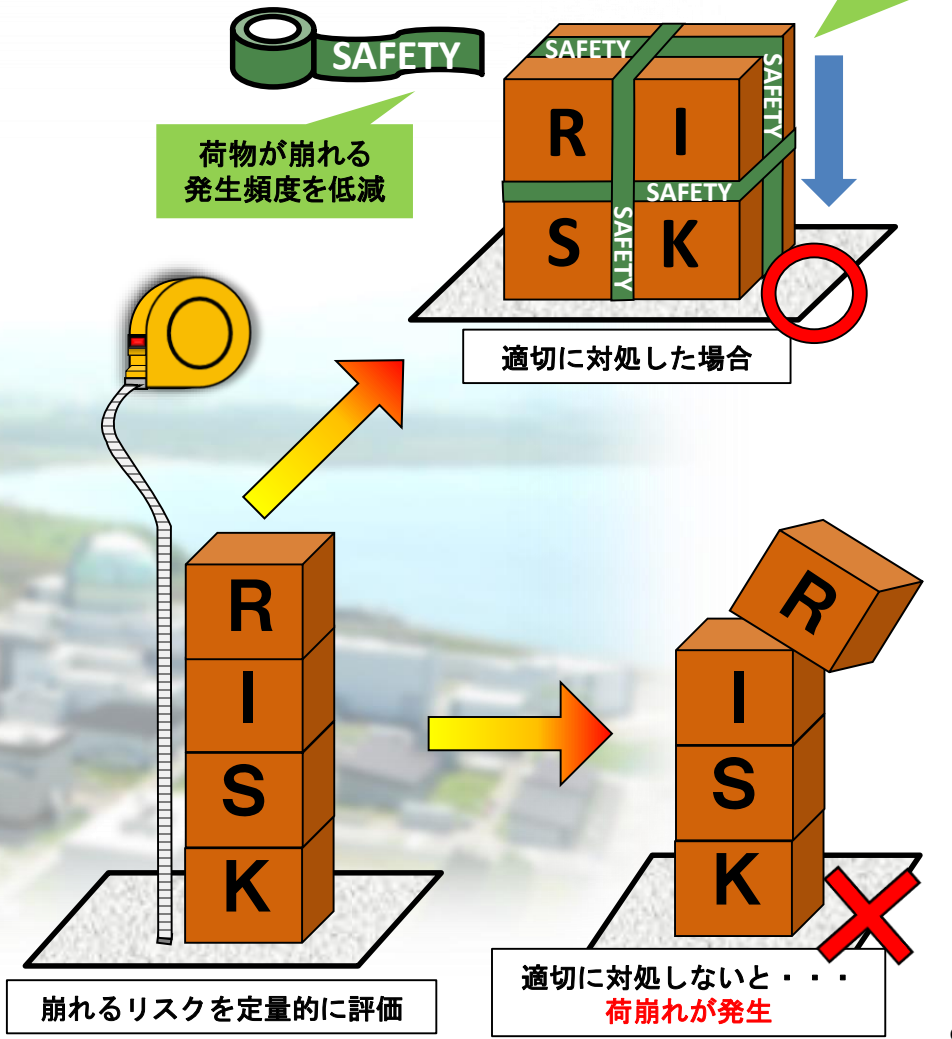 SAFETY
荷物が崩れる
発生頻度を低減
SAFETY
SAFETY
R I
SAFETY
S K
SAFETY
適切に対処した場合
R
I
S
K
崩れるリスクを定量的に評価
R
I
S
K
適切に対処しないと・・・
荷崩れが発生